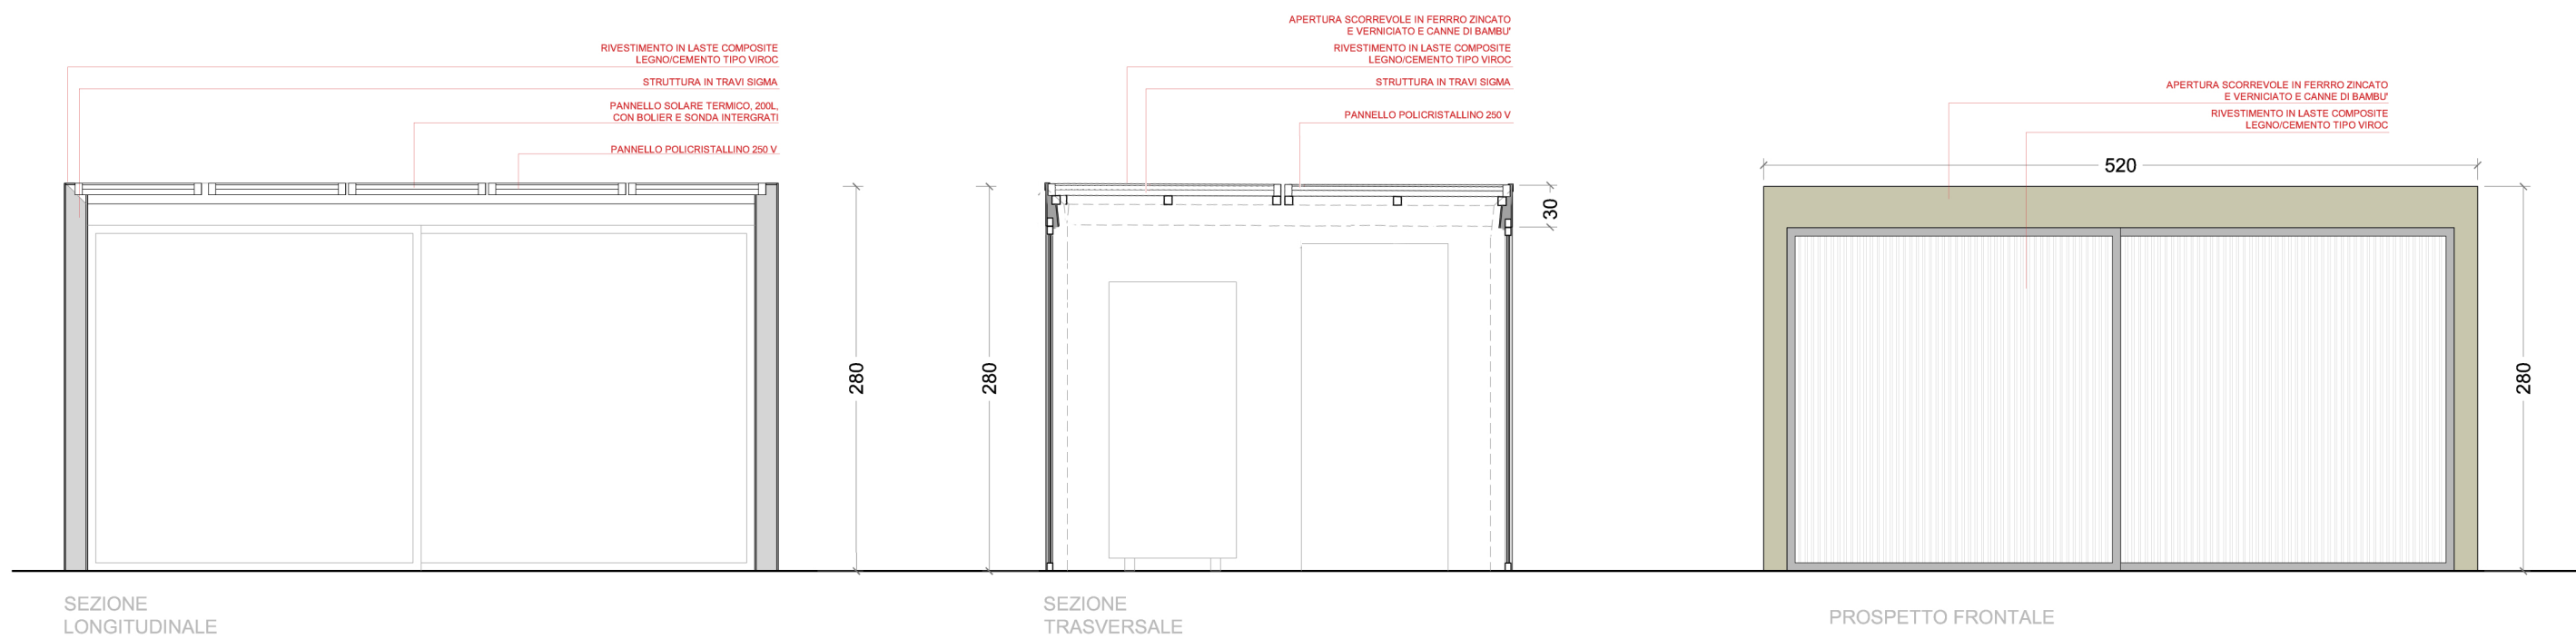 RIVESTIMENTO IN LASTE COMPOSITE
LEGNO/CEMENTO TIPO VIROC
STRUTTURA IN TRAVI SIGMA
PANNELLO SOLARE TERMICO, 200L,
CON BOLIER E SONDA INTERGRATI
PANNELLO POLICRISTALLINO 250 V
280
SEZIONE
LONGITUDINALE
APERTURA SCORREVOLE IN FERRRO ZINCATO
E VERNICIATO E CANNE DI BAMBU'
RIVESTIMENTO IN LASTE COMPOSITE
LEGNO/CEMENTO TIPO VIROC
STRUTTURA IN TRAVI SIGMA
PANNELLO POLICRISTALLINO 250 V
30
280
SEZIONE
TRASVERSALE
APERTURA SCORREVOLE IN FERRRO ZINCATO
E VERNICIATO E CANNE DI BAMBU'
RIVESTIMENTO IN LASTE COMPOSITE
LEGNO/CEMENTO TIPO VIROC
520
280
PROSPETTO FRONTALE